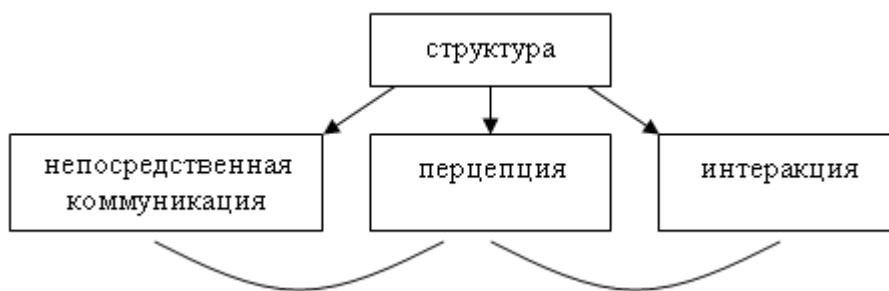 структура
непосредственная
коммуникация
перцепция
интеракция